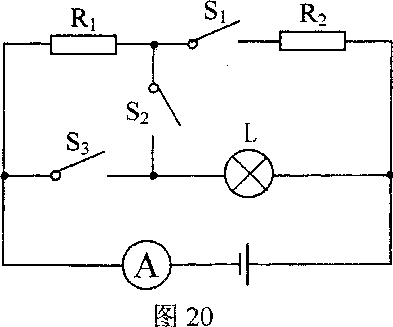 R₁ S₁ R₂
S₂
S₃ L
A
图 20